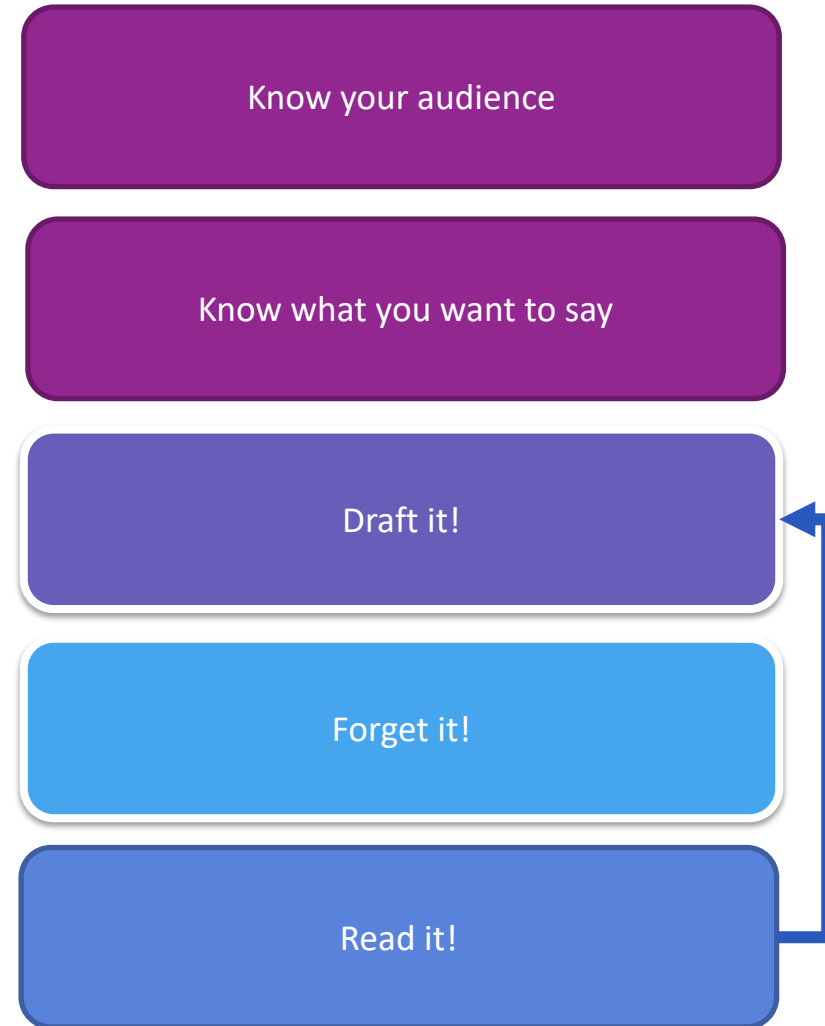 Know your audience
Know what you want to say
Draft it!
Forget it!
Read it!